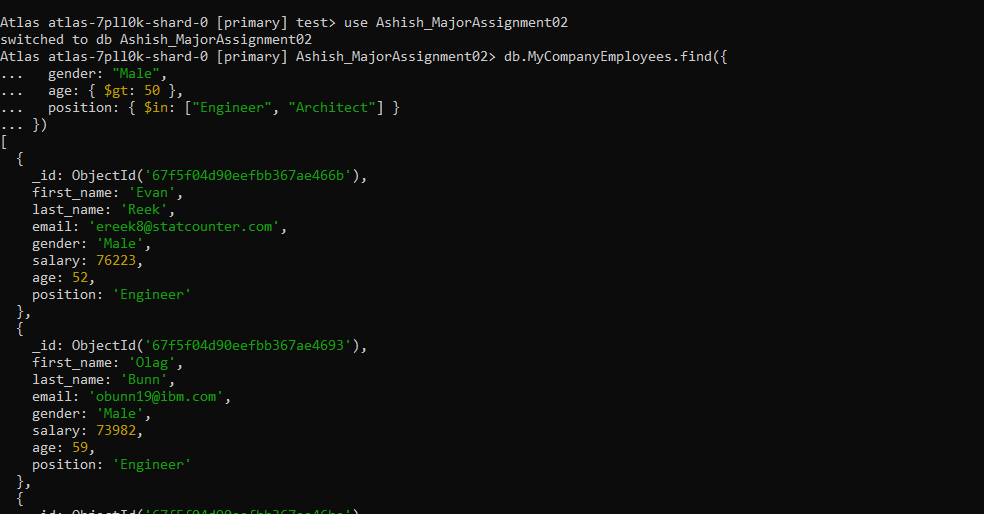 Atlas atlas-7pll0k-shard-0 [primary] test> use Ashish_MajorAssignment02
switched to db Ashish_MajorAssignment02
Atlas atlas-7pll0k-shard-0 [primary] Ashish_MajorAssignment02> db.MyCompanyEmployees.find({
...   gender: "Male",
...   age: { $gt: 50 },
...   position: { $in: ["Engineer", "Architect"] }
... })
[
  {
    _id: ObjectId('67f5f04d90eefbb367ae466b'),
    first_name: 'Evan',
    last_name: 'Reek',
    email: 'ereek8@statcounter.com',
    gender: 'Male',
    salary: 76223,
    age: 52,
    position: 'Engineer'
  },
  {
    _id: ObjectId('67f5f04d90eefbb367ae4693'),
    first_name: 'Olag',
    last_name: 'Bunn',
    email: 'obunn19@ibm.com',
    gender: 'Male',
    salary: 73982,
    age: 59,
    position: 'Engineer'
  },
  {